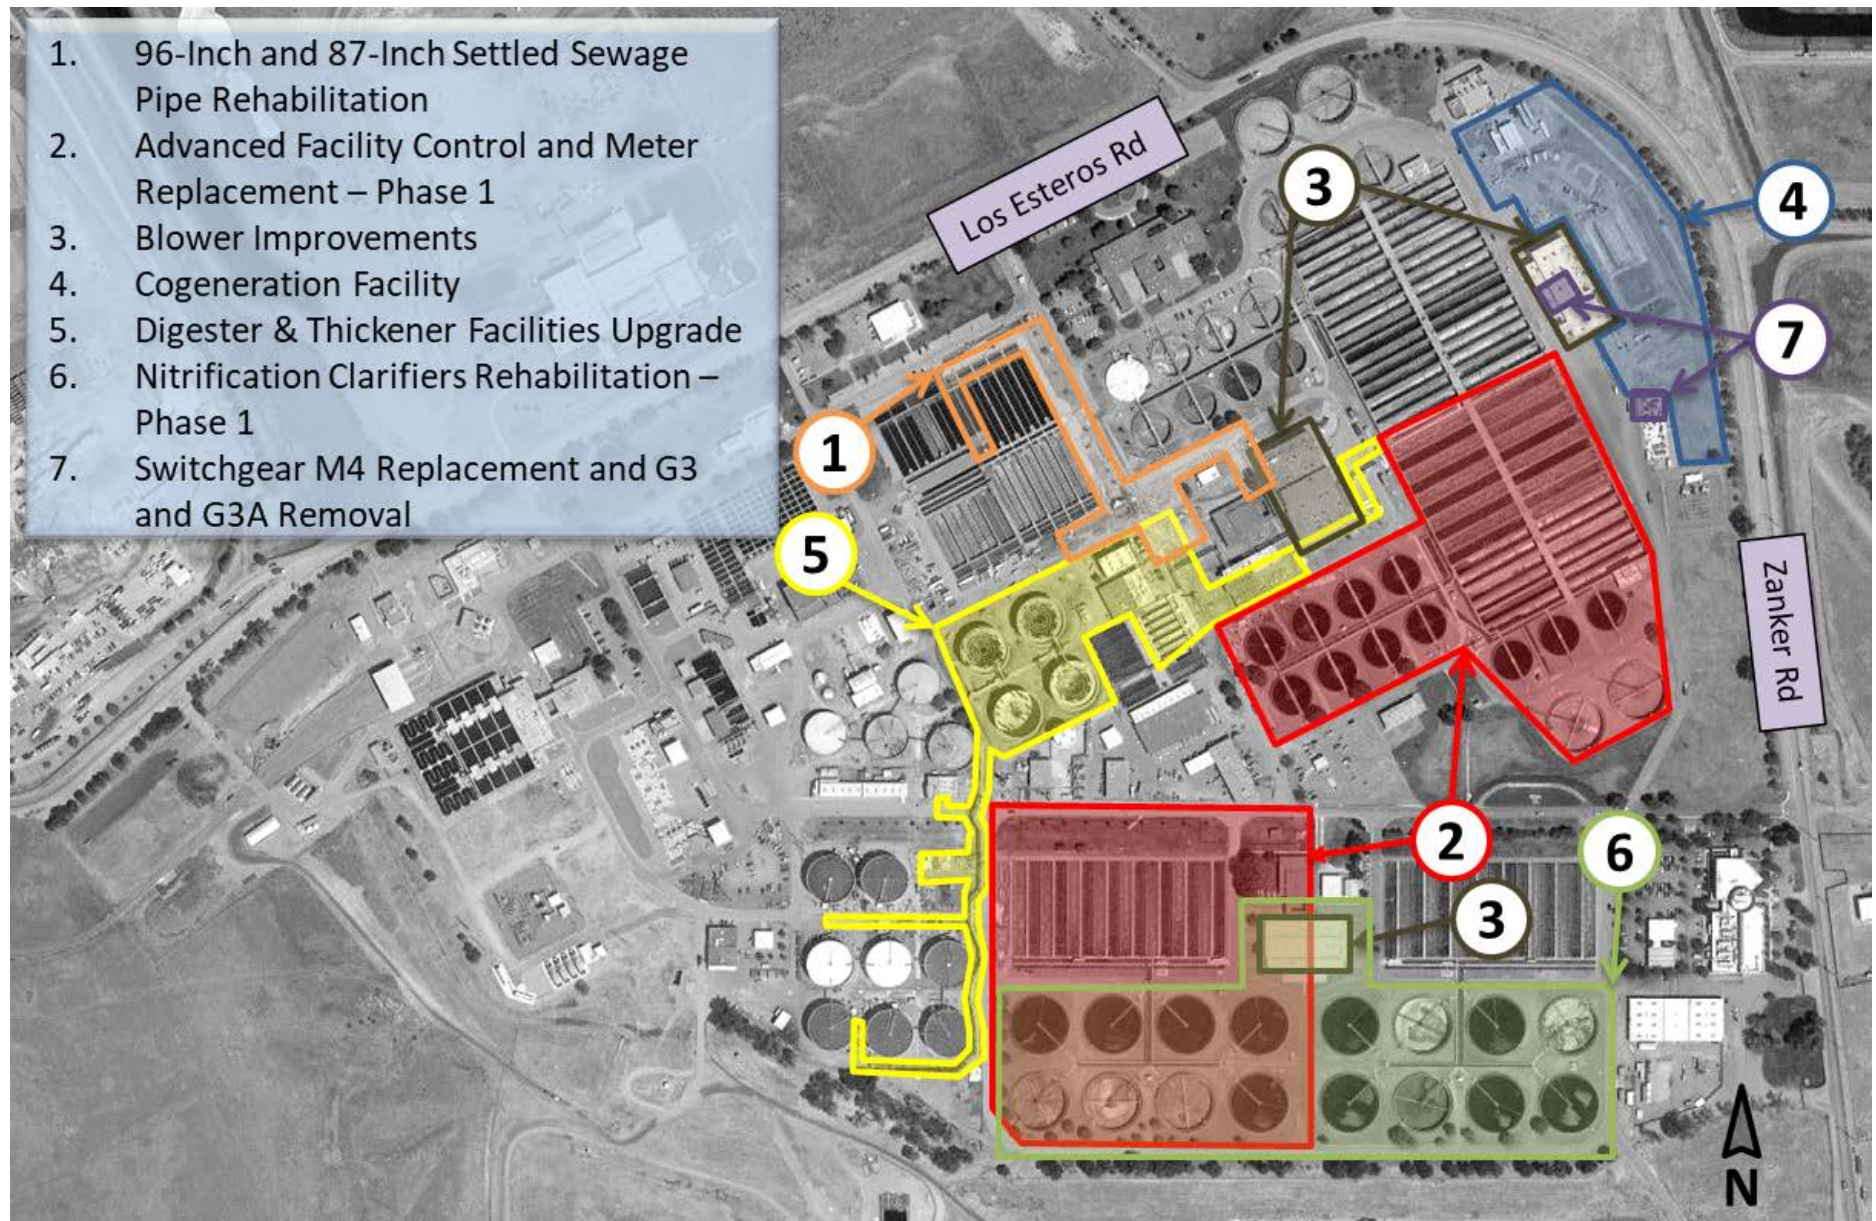 1. 96-Inch and 87-Inch Settled Sewage
Pipe Rehabilitation
2. Advanced Facility Control and Meter
Replacement – Phase 1
3. Blower Improvements
4. Cogeneration Facility
5. Digester & Thickener Facilities Upgrade
6. Nitrification Clarifiers Rehabilitation –
Phase 1
7. Switchgear M4 Replacement and G3
and G3A Removal
Los Esteros Rd
3
4
7
1
5
Zanker Rd
2
6
3
N